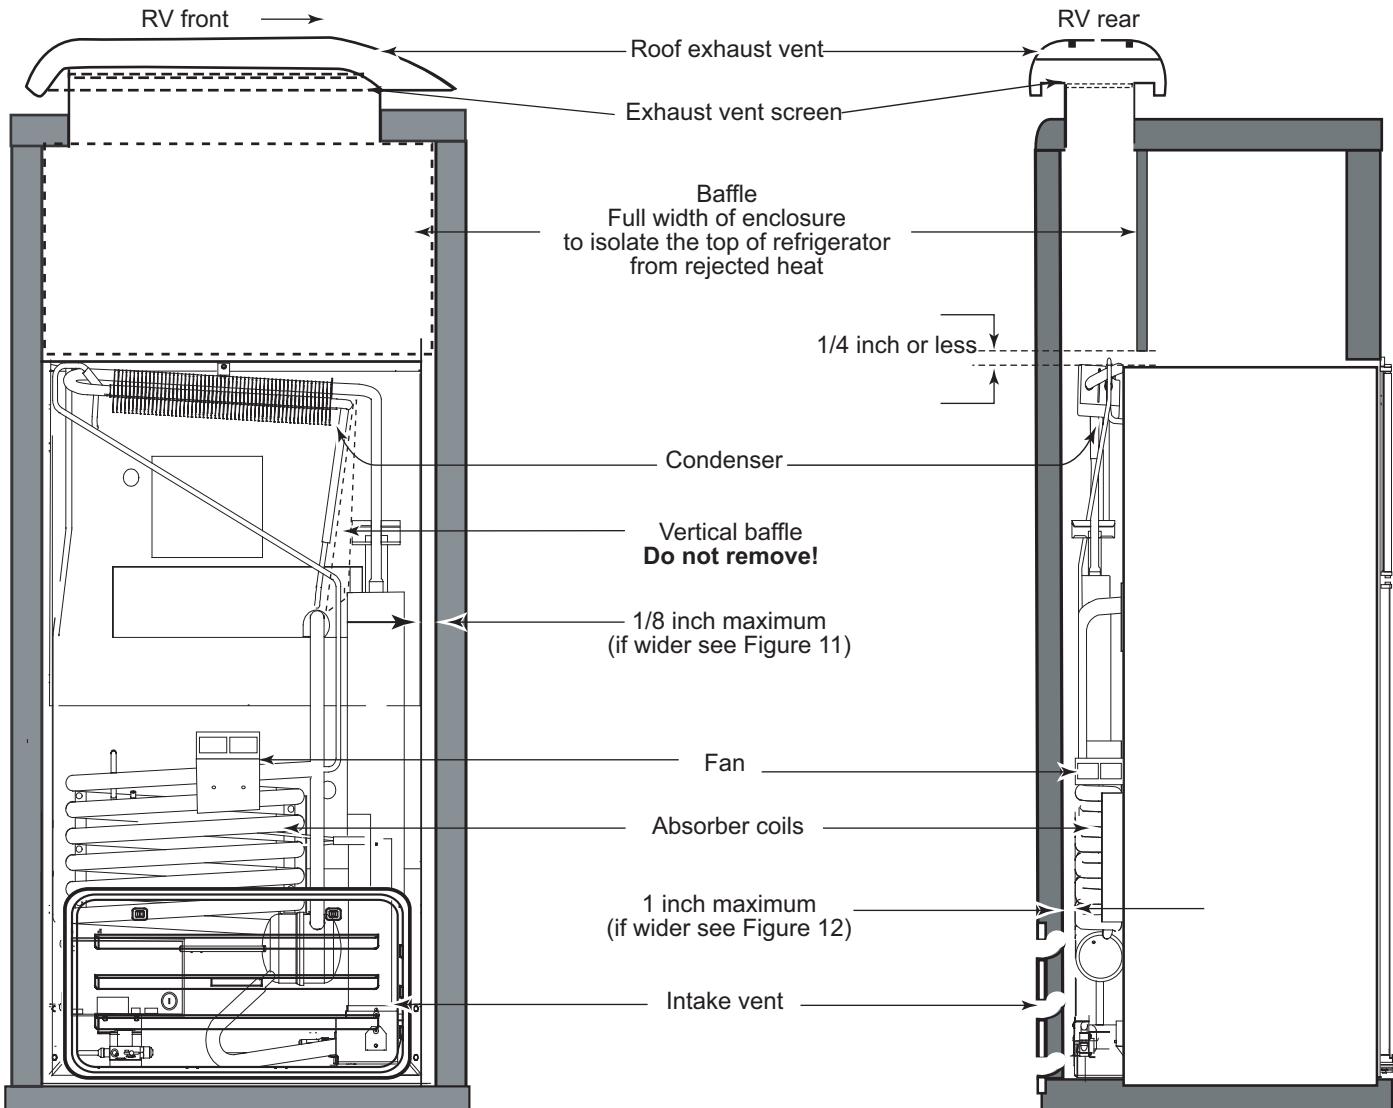 RV front
RV rear
Roof exhaust vent
Exhaust vent screen
Baffle
Full width of enclosure
to isolate the top of refrigerator
from rejected heat
1/4 inch or less
Condenser
Vertical baffle
Do not remove!
1/8 inch maximum
(if wider see Figure 11)
Fan
Absorber coils
1 inch maximum
(if wider see Figure 12)
Intake vent